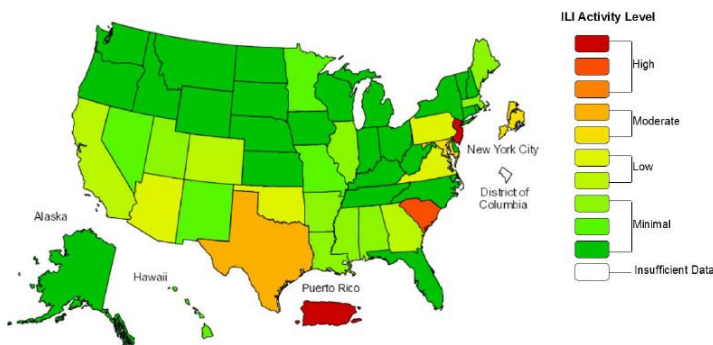 ILI Activity Level
High
Moderate
Low
Minimal
Insufficient Data
New York City
District of
Columbia
Alaska
Hawaii
Puerto Rico